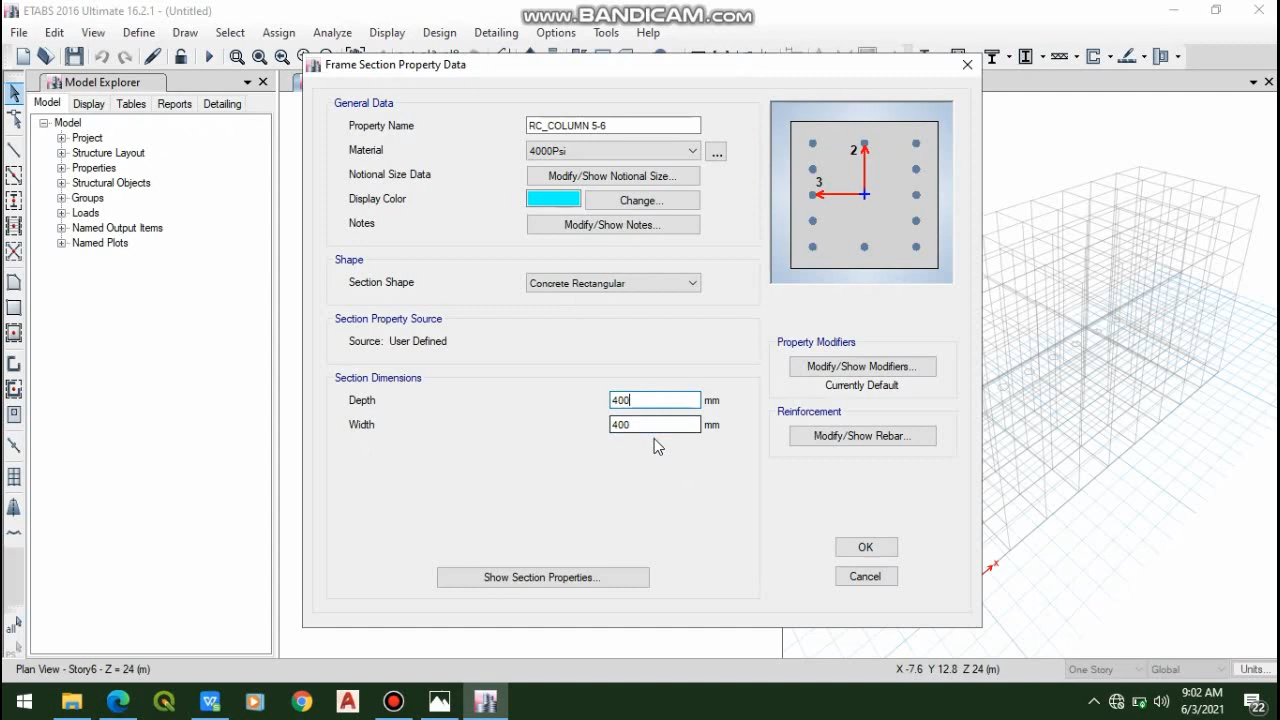 ETABS 2016 Ultimate 16.2.1 - (Untitled)
www.BANDICAM.com
File Edit View Define Draw Select Assign Analyze Display Design Detailing Options Tools Help
Model Explorer
Model Display Tables Reports Detailing
Model
Project
Structure Layout
Properties
Structural Objects
Groups
Loads
Named Output Items
Named Plots
Frame Section Property Data
General Data
Property Name RC_COLUMN 5-6
Material 4000Psi ...
Notional Size Data Modify/Show Notional Size...
Display Color Change...
Notes Modify/Show Notes...
Shape
Section Shape Concrete Rectangular
Section Property Source
Source: User Defined
Section Dimensions
Depth 400 mm
Width 400 mm
Show Section Properties...
2
3
Property Modifiers
Modify/Show Modifiers...
Currently Default
Reinforcement
Modify/Show Rebar...
OK
Cancel
x
all
Plan View - Story6 - Z = 24 (m) X -7.6 Y 12.8 Z 24 (m) One Story Global Units...
9:02 AM
6/3/2021
22